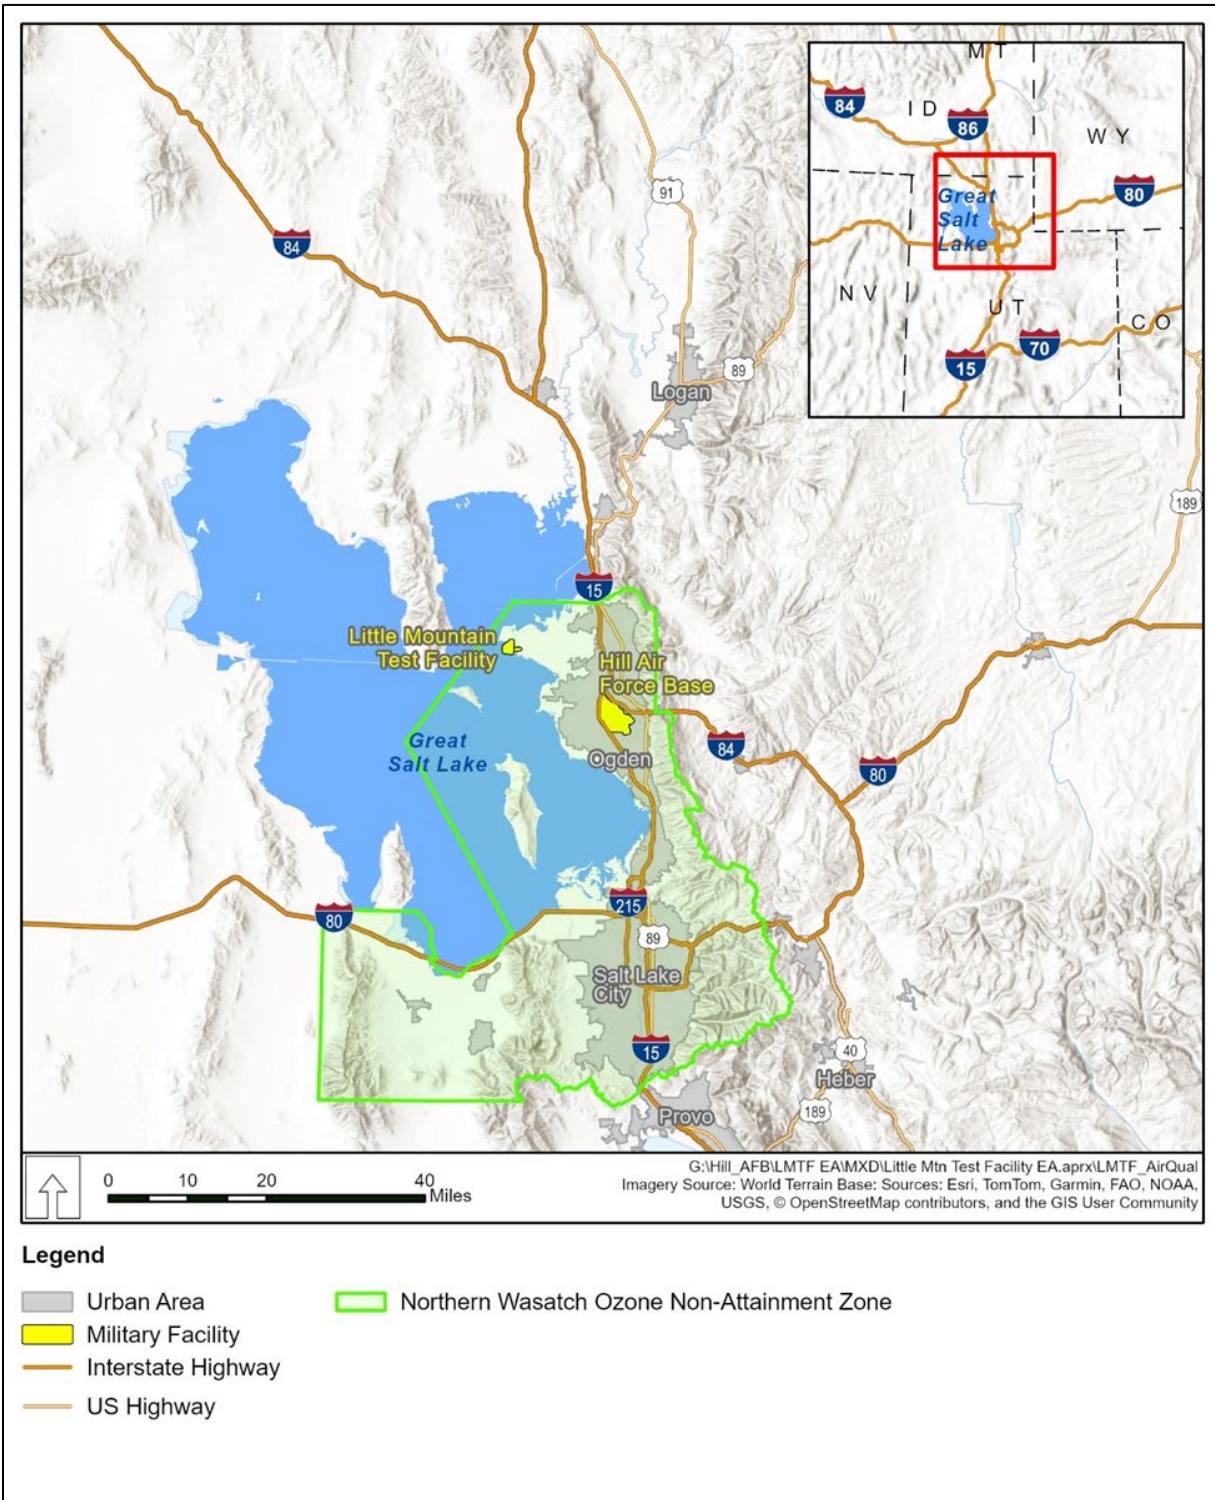 M T
84
I D
86
W Y
91
80
Great
Salt
Lake
84
N V
U T
C O
70
15
89
Logan
189
15
Little Mountain
Test Facility
Hill Air
Force Base
Great
Salt Lake
84
Ogden
80
215
80
89
Salt Lake
City
15
40
Heber
189
Provo
0 10 20 40
Miles
G:\Hill_AFB\LMTF EA\MXD\Little Mtn Test Facility EA.aprx\LMTF_AirQual
Imagery Source: World Terrain Base: Sources: Esri, TomTom, Garmin, FAO, NOAA,
USGS, © OpenStreetMap contributors, and the GIS User Community
Legend
Urban Area
Northern Wasatch Ozone Non-Attainment Zone
Military Facility
Interstate Highway
US Highway